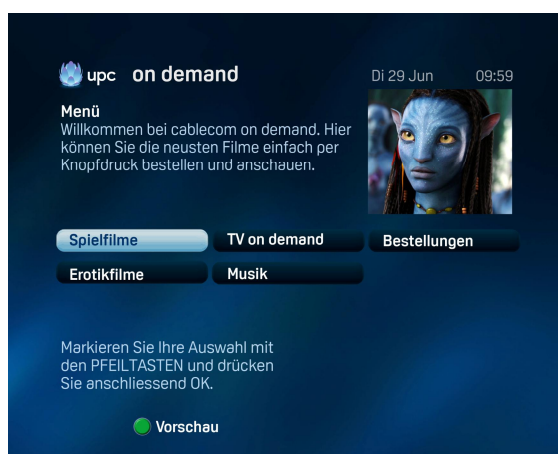 upc on demand
Di 29 Jun 09:59
Menü
Willkommen bei cablecom on demand. Hier
können Sie die neusten Filme einfach per
Knopfdruck bestellen und anschauen.
Spielfilme TV on demand Bestellungen
Erotikfilme Musik
Markieren Sie Ihre Auswahl mit
den PFEILTASTEN und drücken
Sie anschliessend OK.
Vorschau